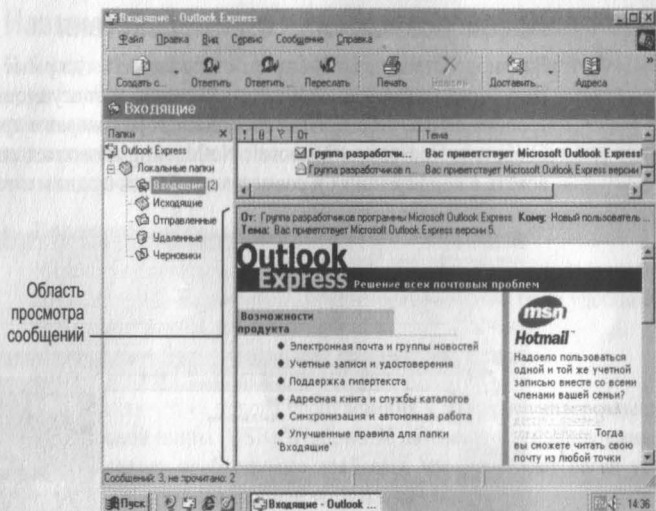 Входящие - Outlook Express
Файл Правка Вид Сервис Сообщение Справка
Создать с... Ответить Ответить... Переслать Печать Удалить Доставить... Адреса
Входящие
Папки × ! От Тема
Outlook Express
Локальные папки
Входящие (2)
Исходящие
Отправленные
Удаленные
Черновики
Группа разработчи... Вас приветствует Microsoft Outlook Express!
Группа разработчиков п... Вас приветствует Microsoft Outlook Express версии
От: Группа разработчиков программы Microsoft Outlook Express Кому: Новый пользователь ...
Тема: Вас приветствует Microsoft Outlook Express версии 5.
Outlook
Express Решение всех почтовых проблем
Возможности
продукта
• Электронная почта и группы новостей
• Учетные записи и удостоверения
• Поддержка гипертекста
• Адресная книга и службы каталогов
• Синхронизация и автономная работа
• Улучшенные правила для папки
'Входящие'
msn
Hotmail™
Надоело пользоваться
одной и той же учетной
записью вместе со всеми
членами вашей семьи?
Тогда
вы сможете читать свою
почту из любой точки
Область
просмотра
сообщений
Сообщений: 3, не прочитано: 2
Пуск Входящие - Outlook ... 14:36